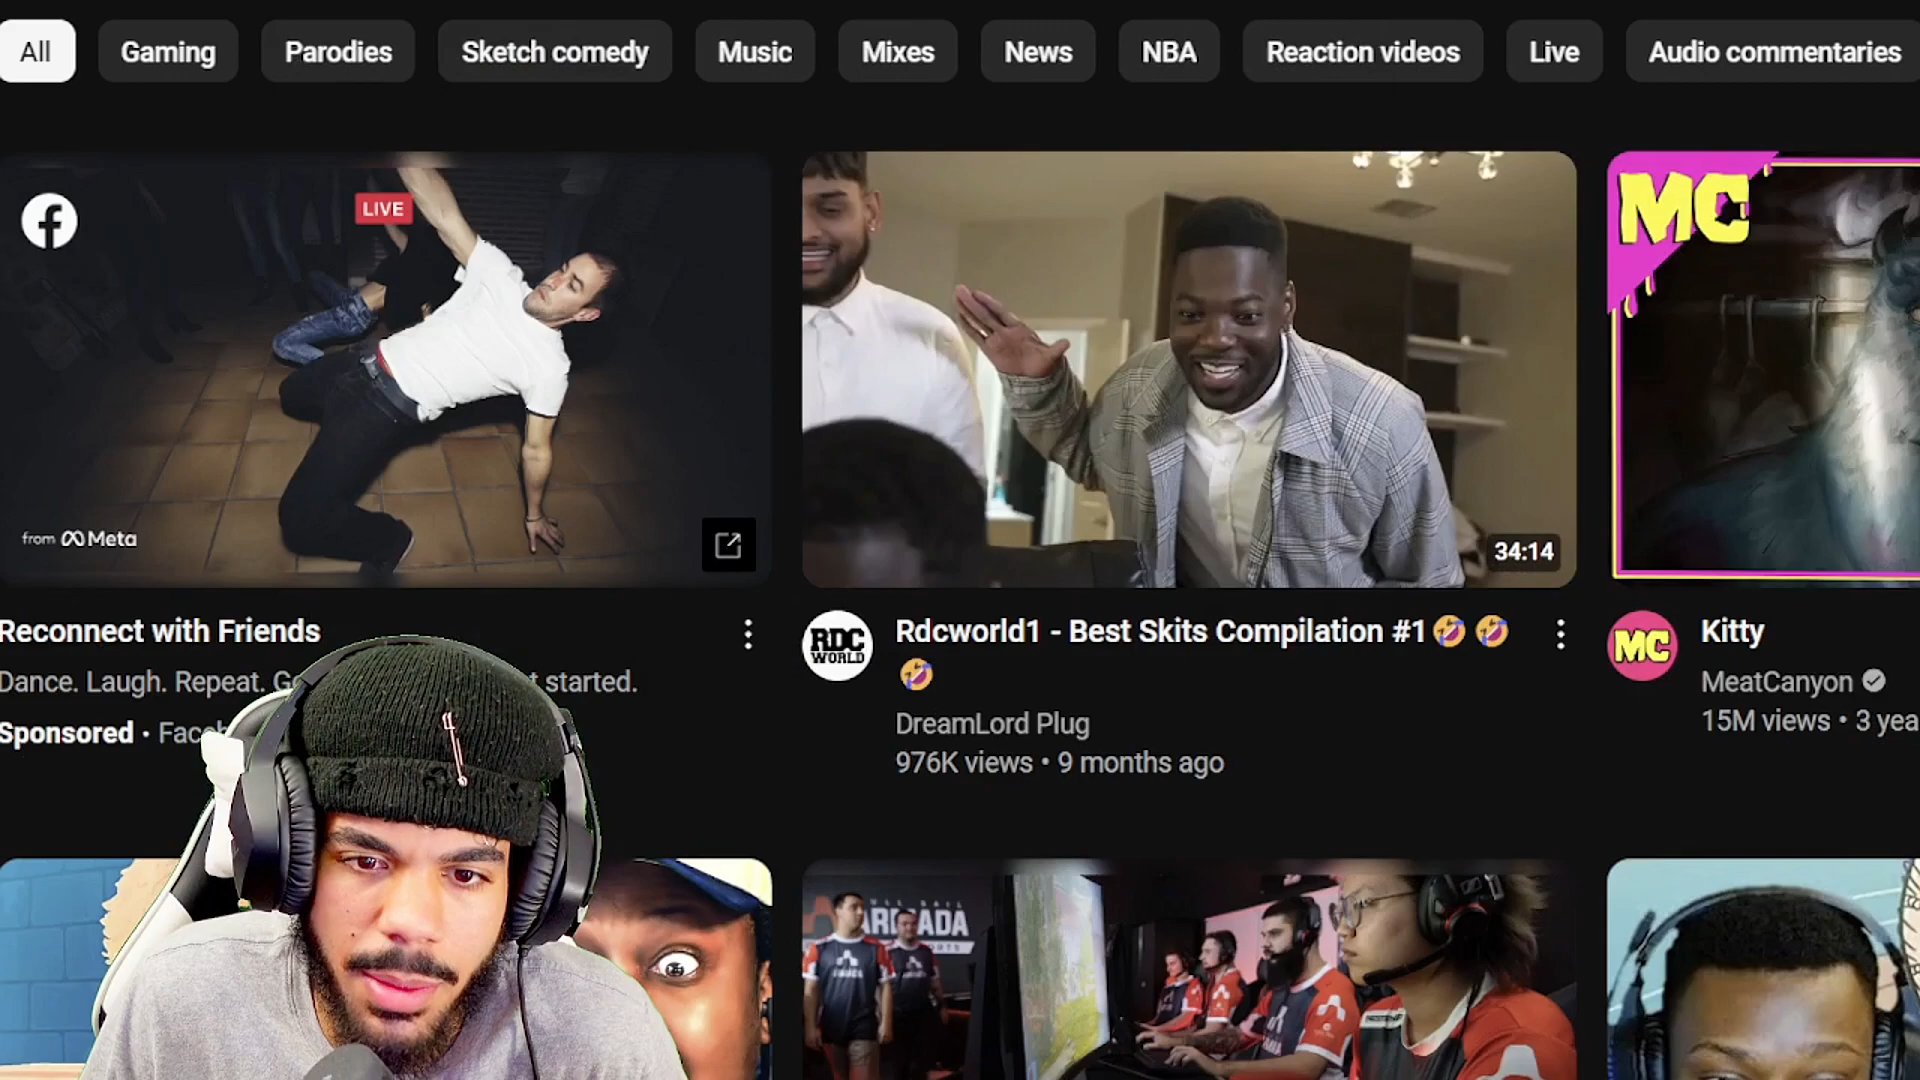 All Gaming Parodies Sketch comedy Music Mixes News NBA Reaction videos Live Audio commentaries
LIVE
from Meta
34:14
MC
Reconnect with Friends
Dance. Laugh. Repeat. G
t started.
Sponsored • Fac
RDC
WORLD
Rdcworld1 - Best Skits Compilation #1🤣 🤣
🤣
DreamLord Plug
976K views • 9 months ago
MC
Kitty
MeatCanyon
15M views • 3 yea